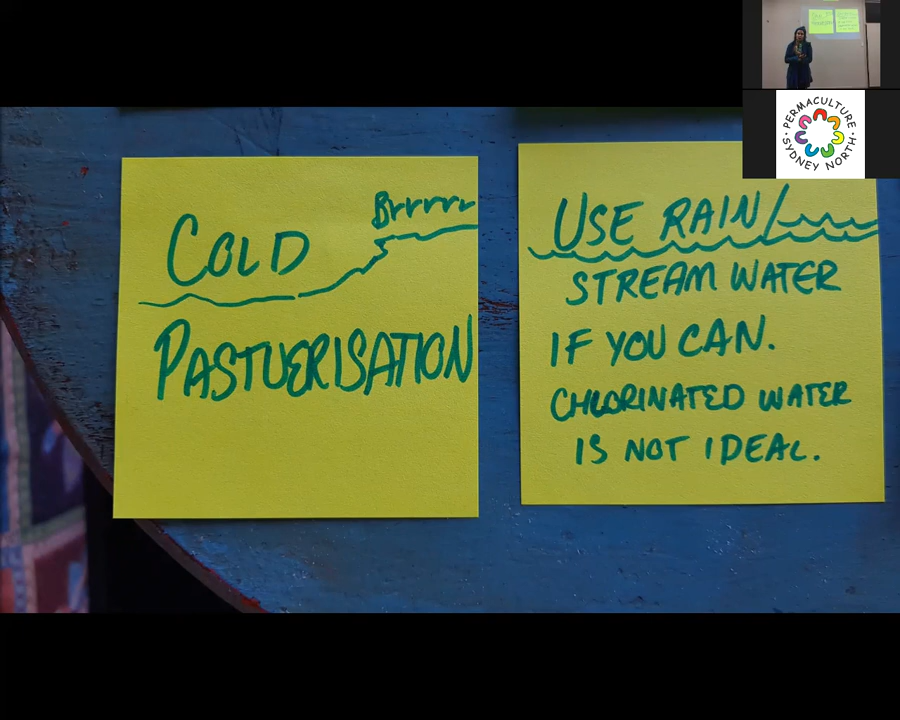 COLD
Brrrrr
PASTUERISATION
USE RAIN/
STREAM WATER
IF YOU CAN.
CHLORINATED WATER
IS NOT IDEAL.
PERMACULTURE
SYDNEY NORTH